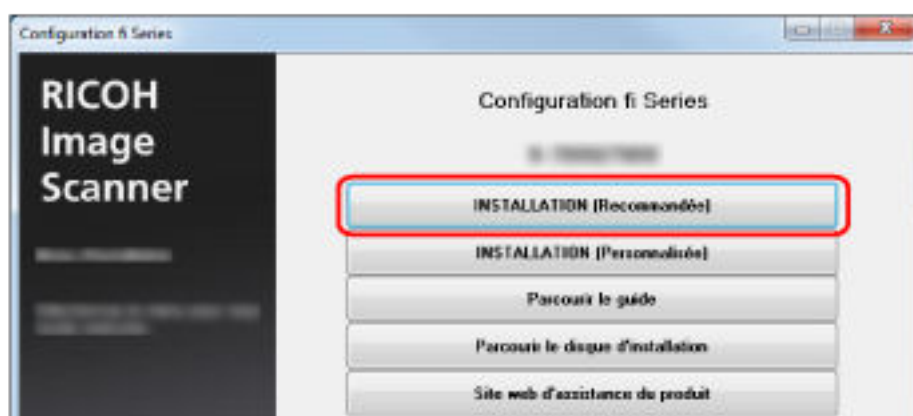 Configuration fi Series
RICOH
Image
Scanner
Configuration fi Series
INSTALLATION (Recommandée)
INSTALLATION (Personnalisée)
Parcourir le guide
Parcourir le disque d'installation
Site web d'assistance du produit